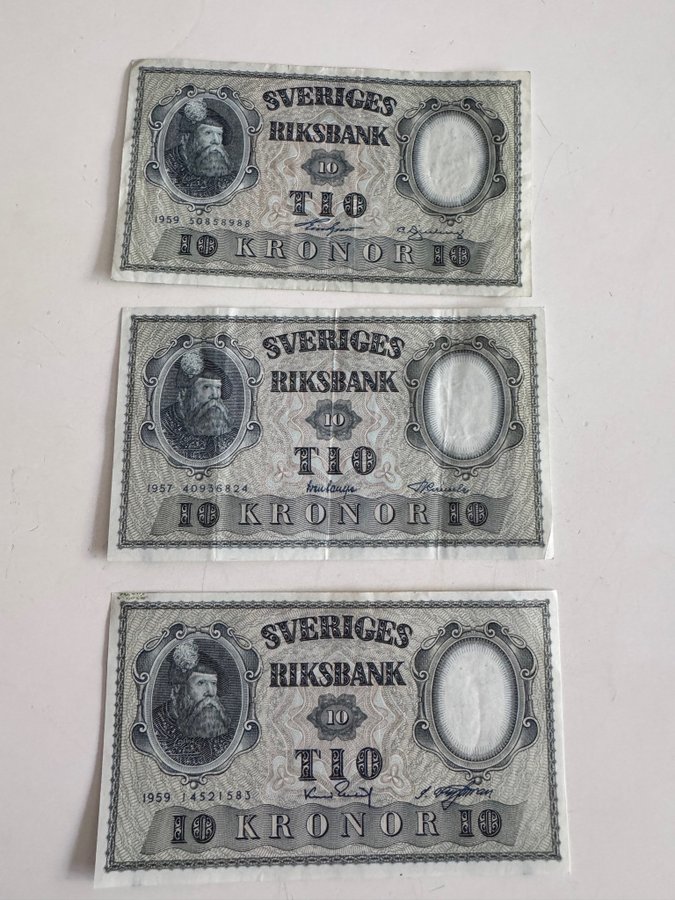 SVERIGES
RIKSBANK
10
TIO
1959 50858988
10 KRONOR 10
SVERIGES
RIKSBANK
10
TIO
1957 40936824
10 KRONOR 10
SVERIGES
RIKSBANK
10
TIO
1959 14521583
10 KRONOR 10